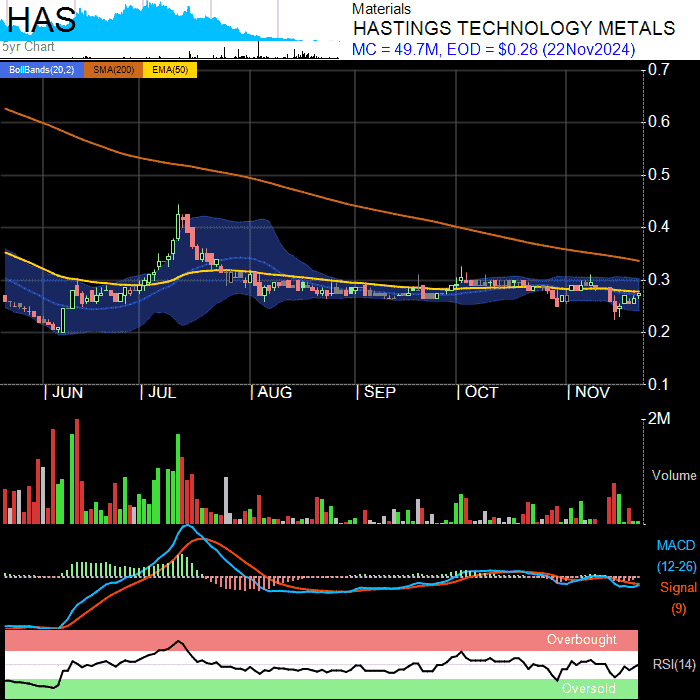 HAS
5yr Chart
Materials
HASTINGS TECHNOLOGY METALS
MC = 49.7M, EOD = $0.28 (22Nov2024)
BollBands(20,2) SMA(200) EMA(50)
0.7
0.6
0.5
0.4
0.3
0.2
0.1
JUN JUL AUG SEP OCT NOV
2M
Volume
MACD
(12-26)
Signal
(9)
Overbought
RSI(14)
Oversold